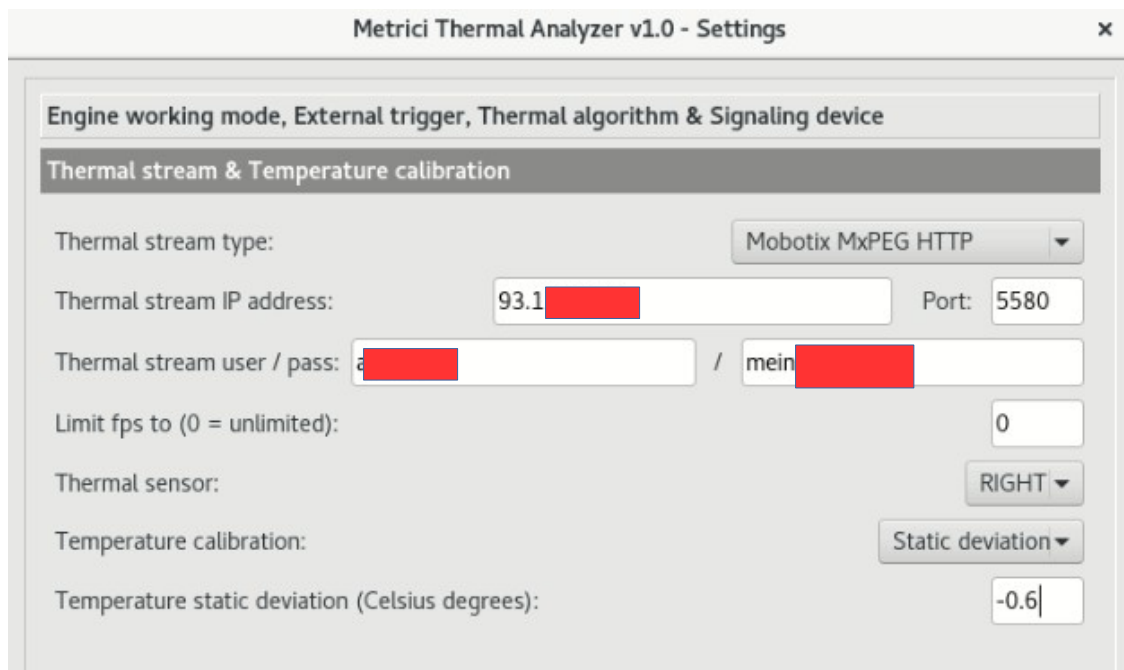 Metrici Thermal Analyzer v1.0 - Settings ×
Engine working mode, External trigger, Thermal algorithm & Signaling device
Thermal stream & Temperature calibration
Thermal stream type: Mobotix MxPEG HTTP
Thermal stream IP address: 93.1 Port: 5580
Thermal stream user / pass: a / mein
Limit fps to (0 = unlimited): 0
Thermal sensor: RIGHT
Temperature calibration: Static deviation
Temperature static deviation (Celsius degrees): -0.6